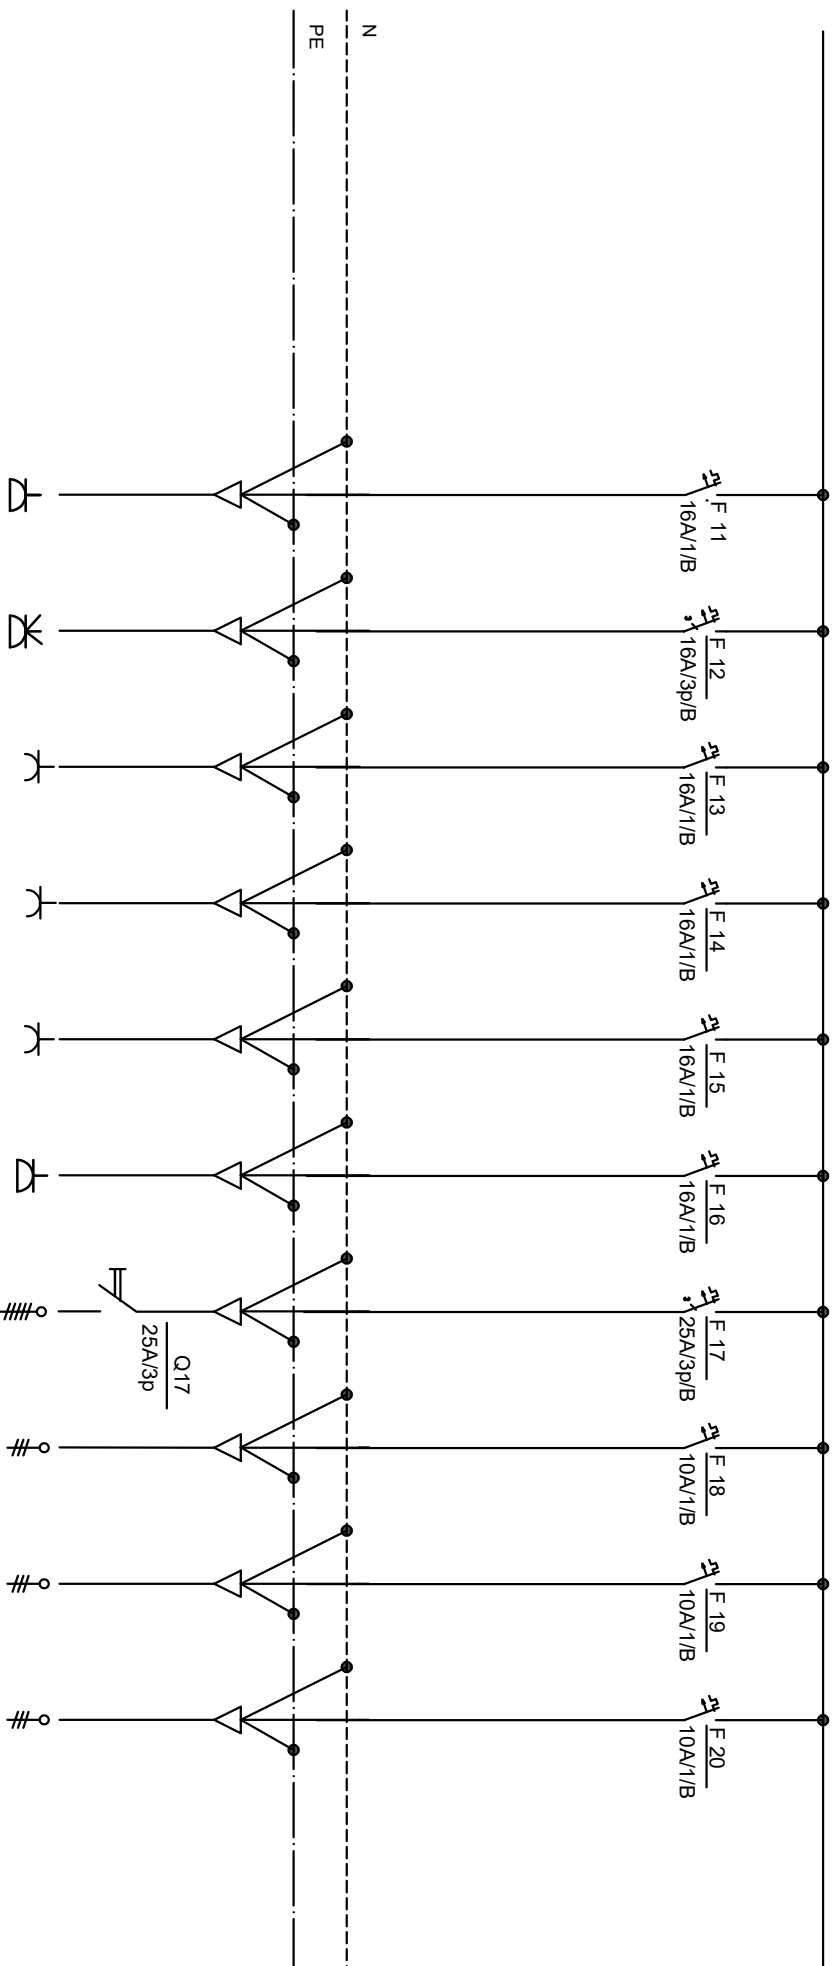 N
PE
F 11
16A/1/B
F 12
16A/3p/B
F 13
16A/1/B
F 14
16A/1/B
F 15
16A/1/B
F 16
16A/1/B
F 17
25A/3p/B
Q17
25A/3p
F 18
10A/1/B
F 19
10A/1/B
F 20
10A/1/B